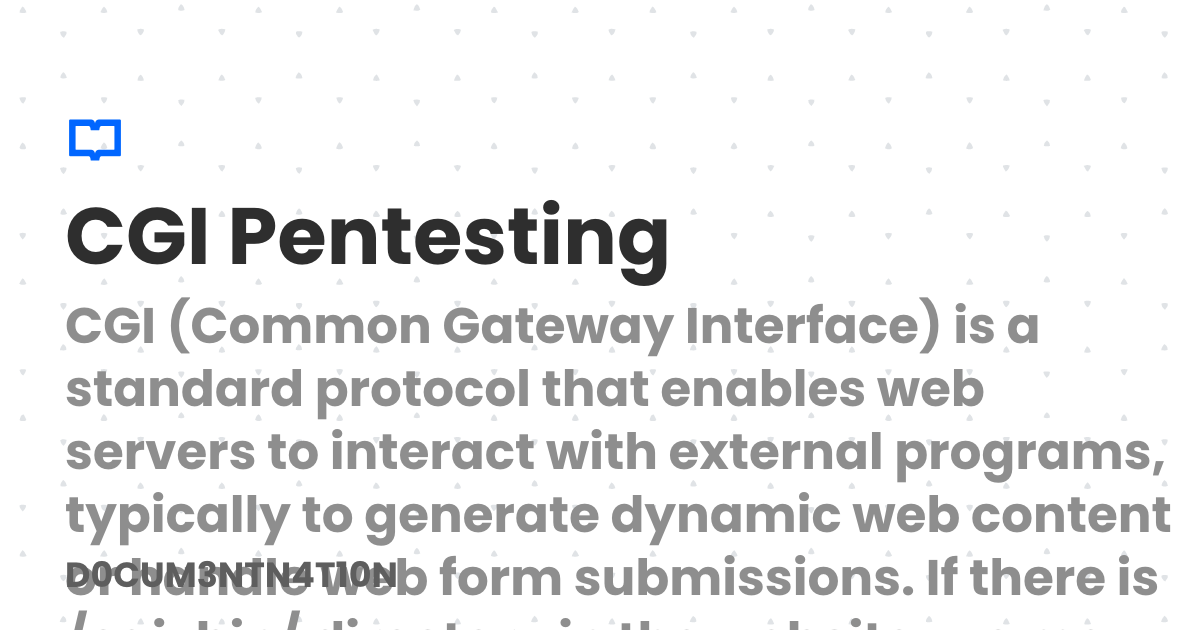 CGI Pentesting
CGI (Common Gateway Interface) is a
standard protocol that enables web
servers to interact with external programs,
typically to generate dynamic web content
or handle web form submissions. If there is
D0CUM3NTN4T10N